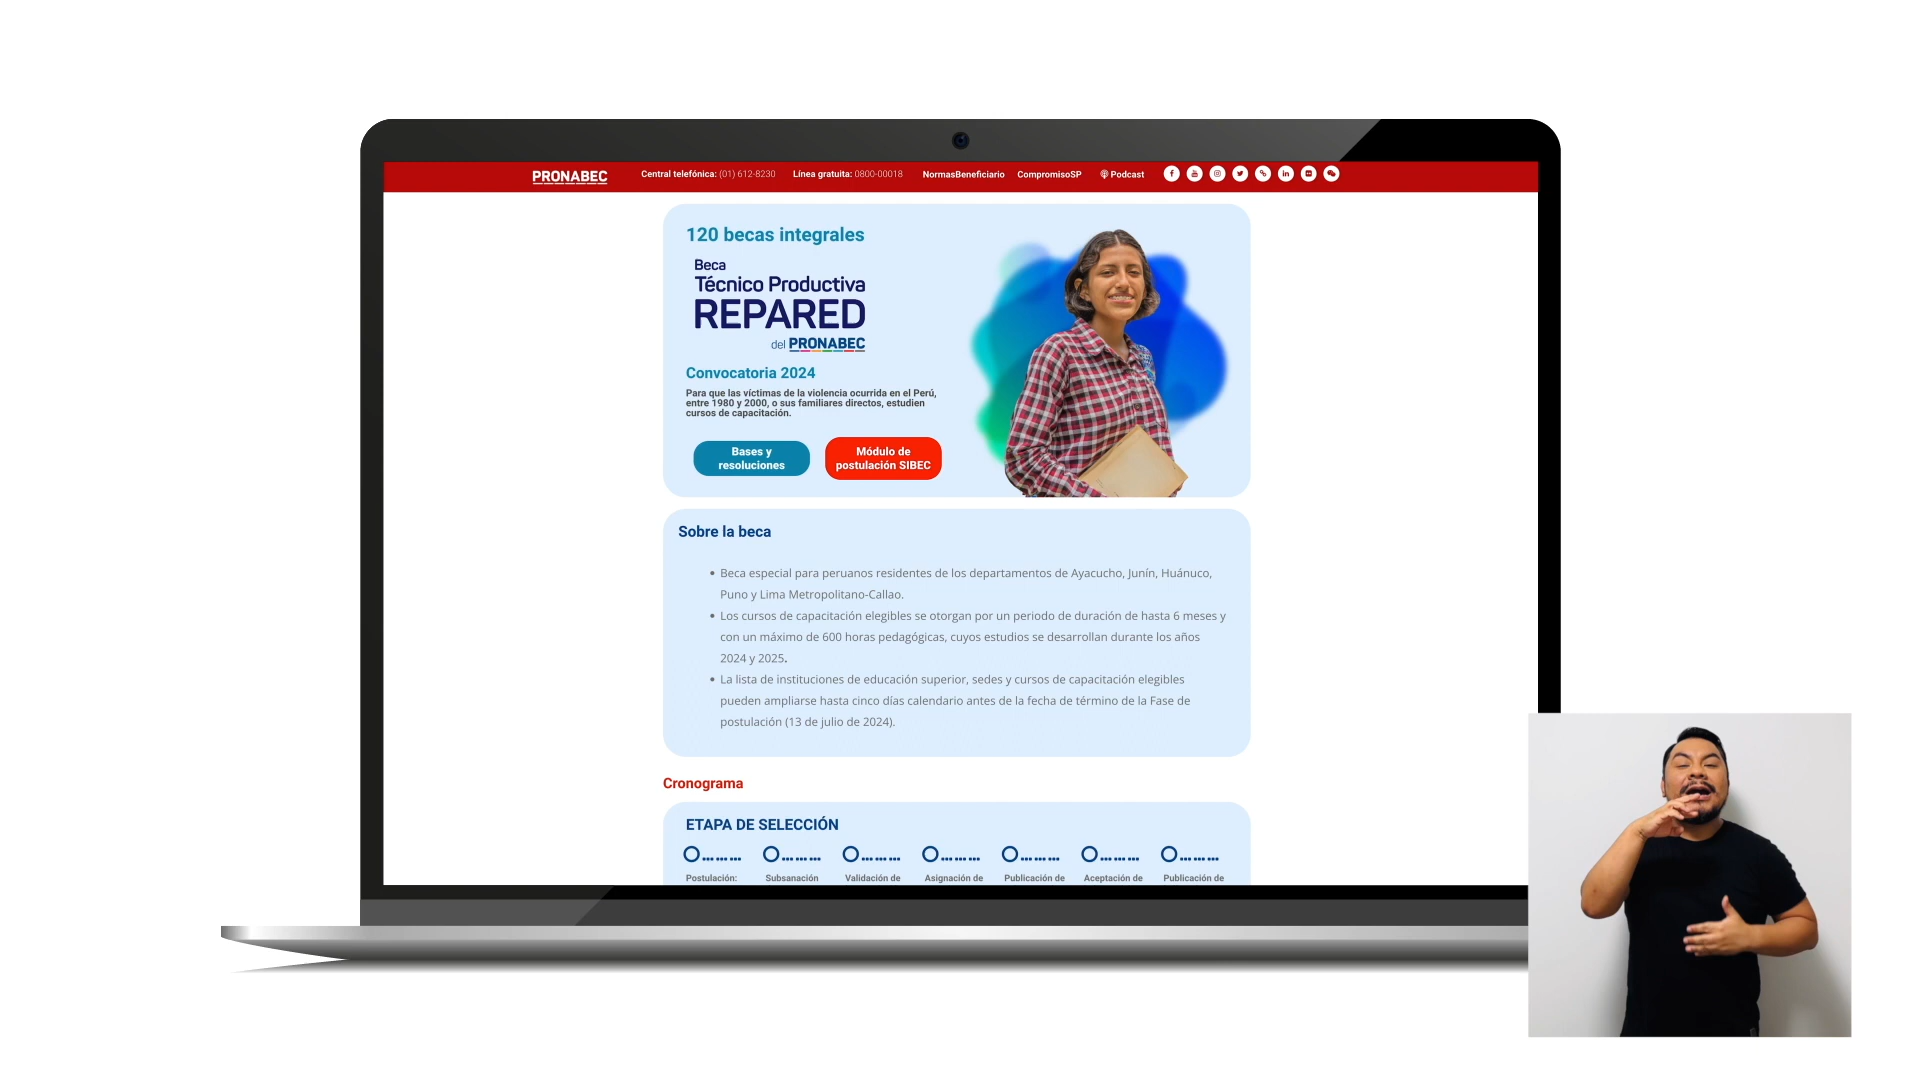 PRONABEC Central telefónica: (01) 612-8230 Línea gratuita: 0800-00018 NormasBeneficiario CompromisoSP Podcast
120 becas integrales
Beca
Técnico Productiva
REPARED
del PRONABEC
Convocatoria 2024
Para que las víctimas de la violencia ocurrida en el Perú,
entre 1980 y 2000, o sus familiares directos, estudien
cursos de capacitación.
Bases y
resoluciones
Módulo de
postulación SIBEC
Sobre la beca
• Beca especial para peruanos residentes de los departamentos de Ayacucho, Junín, Huánuco,
Puno y Lima Metropolitano-Callao.
• Los cursos de capacitación elegibles se otorgan por un periodo de duración de hasta 6 meses y
con un máximo de 600 horas pedagógicas, cuyos estudios se desarrollan durante los años
2024 y 2025.
• La lista de instituciones de educación superior, sedes y cursos de capacitación elegibles
pueden ampliarse hasta cinco días calendario antes de la fecha de término de la Fase de
postulación (13 de julio de 2024).
Cronograma
ETAPA DE SELECCIÓN
Postulación: Subsanación Validación de Asignación de Publicación de Aceptación de Publicación de